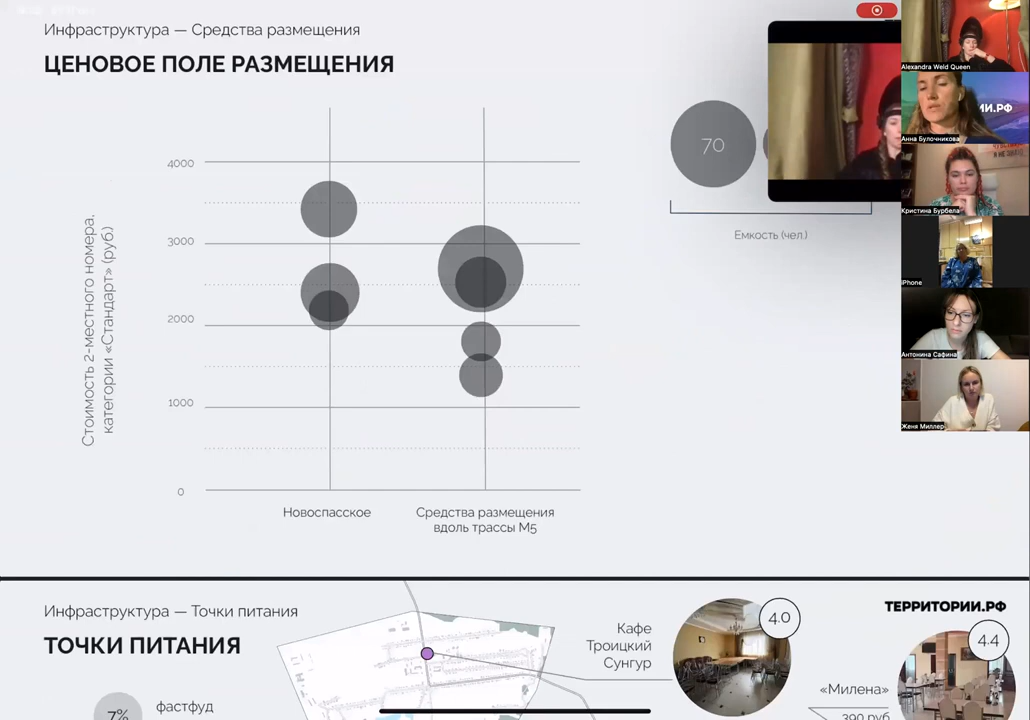 Инфраструктура — Средства размещения
ЦЕНОВОЕ ПОЛЕ РАЗМЕЩЕНИЯ
4000
3000
2000
1000
0
Стоимость 2-местного номера,
категории «Стандарт» (руб.)
Новоспасское
Средства размещения
вдоль трассы М5
70
Емкость (чел.)
Alexandra Weld Queen
ИИ.РФ
Анна Булочникова
Кристина Бурбела
iPhone
Антонина Сафина
Женя Миллер
Инфраструктура — Точки питания
ТОЧКИ ПИТАНИЯ
7%
фастфуд
Кафе
Троицкий
Сунгур
4.0
ТЕРРИТОРИИ.РФ
4.4
«Милена»
390 руб